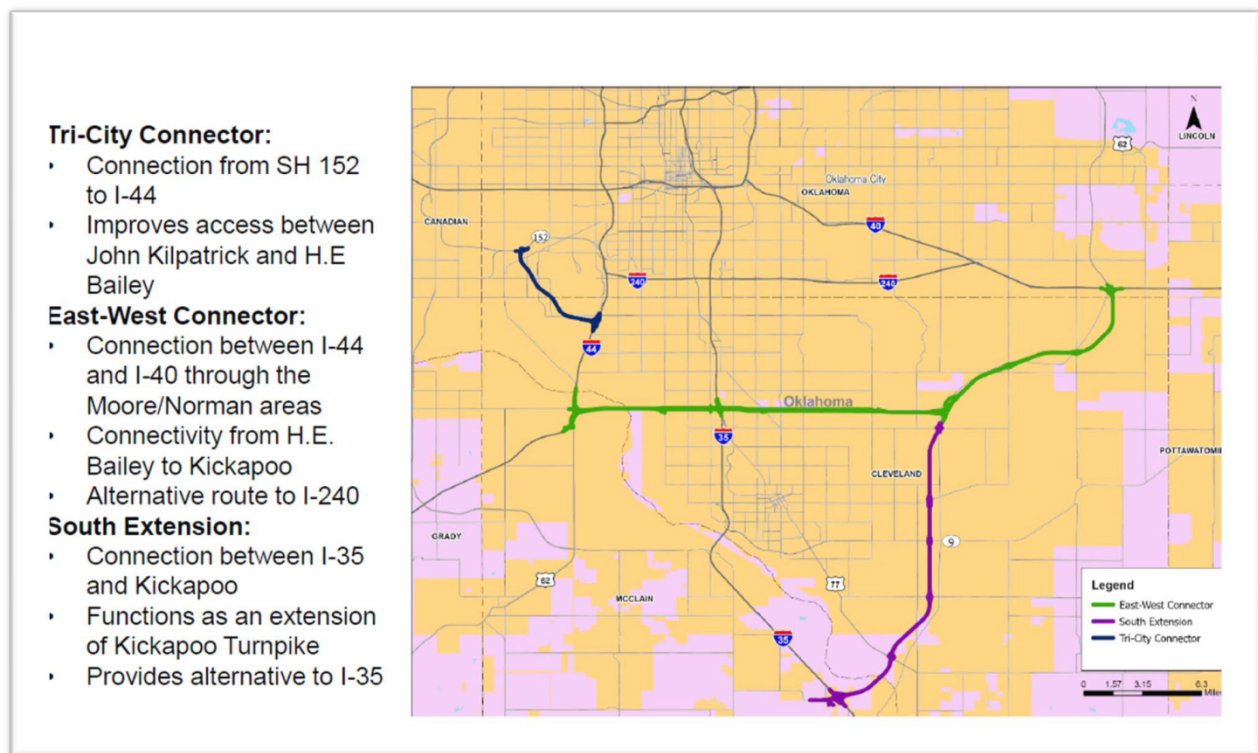 Tri-City Connector:
• Connection from SH 152
to I-44
• Improves access between
John Kilpatrick and H.E
Bailey
East-West Connector:
• Connection between I-44
and I-40 through the
Moore/Norman areas
• Connectivity from H.E.
Bailey to Kickapoo
• Alternative route to I-240
South Extension:
• Connection between I-35
and Kickapoo
• Functions as an extension
of Kickapoo Turnpike
• Provides alternative to I-35
N
LINCOLN
62
Oklahoma City
OKLAHOMA
CANADIAN
40
152
240
240
44
Oklahoma
35
CLEVELAND
POTTAWATOMIE
GRADY
9
62
77
MCCLAIN
35
Legend
East-West Connector
South Extension
Tri-City Connector
0 1.57 3.15 6.3
Miles